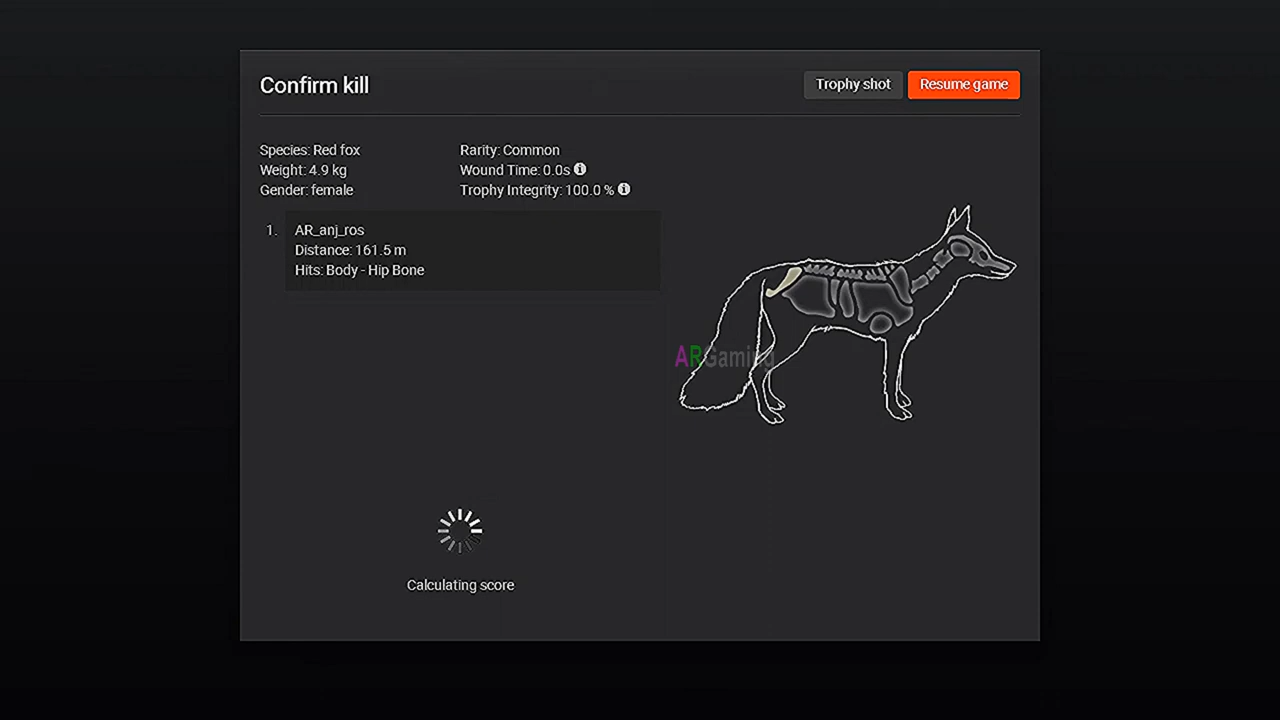 Confirm kill
Trophy shot
Resume game
Species: Red fox
Weight: 4.9 kg
Gender: female
Rarity: Common
Wound Time: 0.0s
Trophy Integrity: 100.0 %
1.
AR_anj_ros
Distance: 161.5 m
Hits: Body - Hip Bone
ARGaming
Calculating score